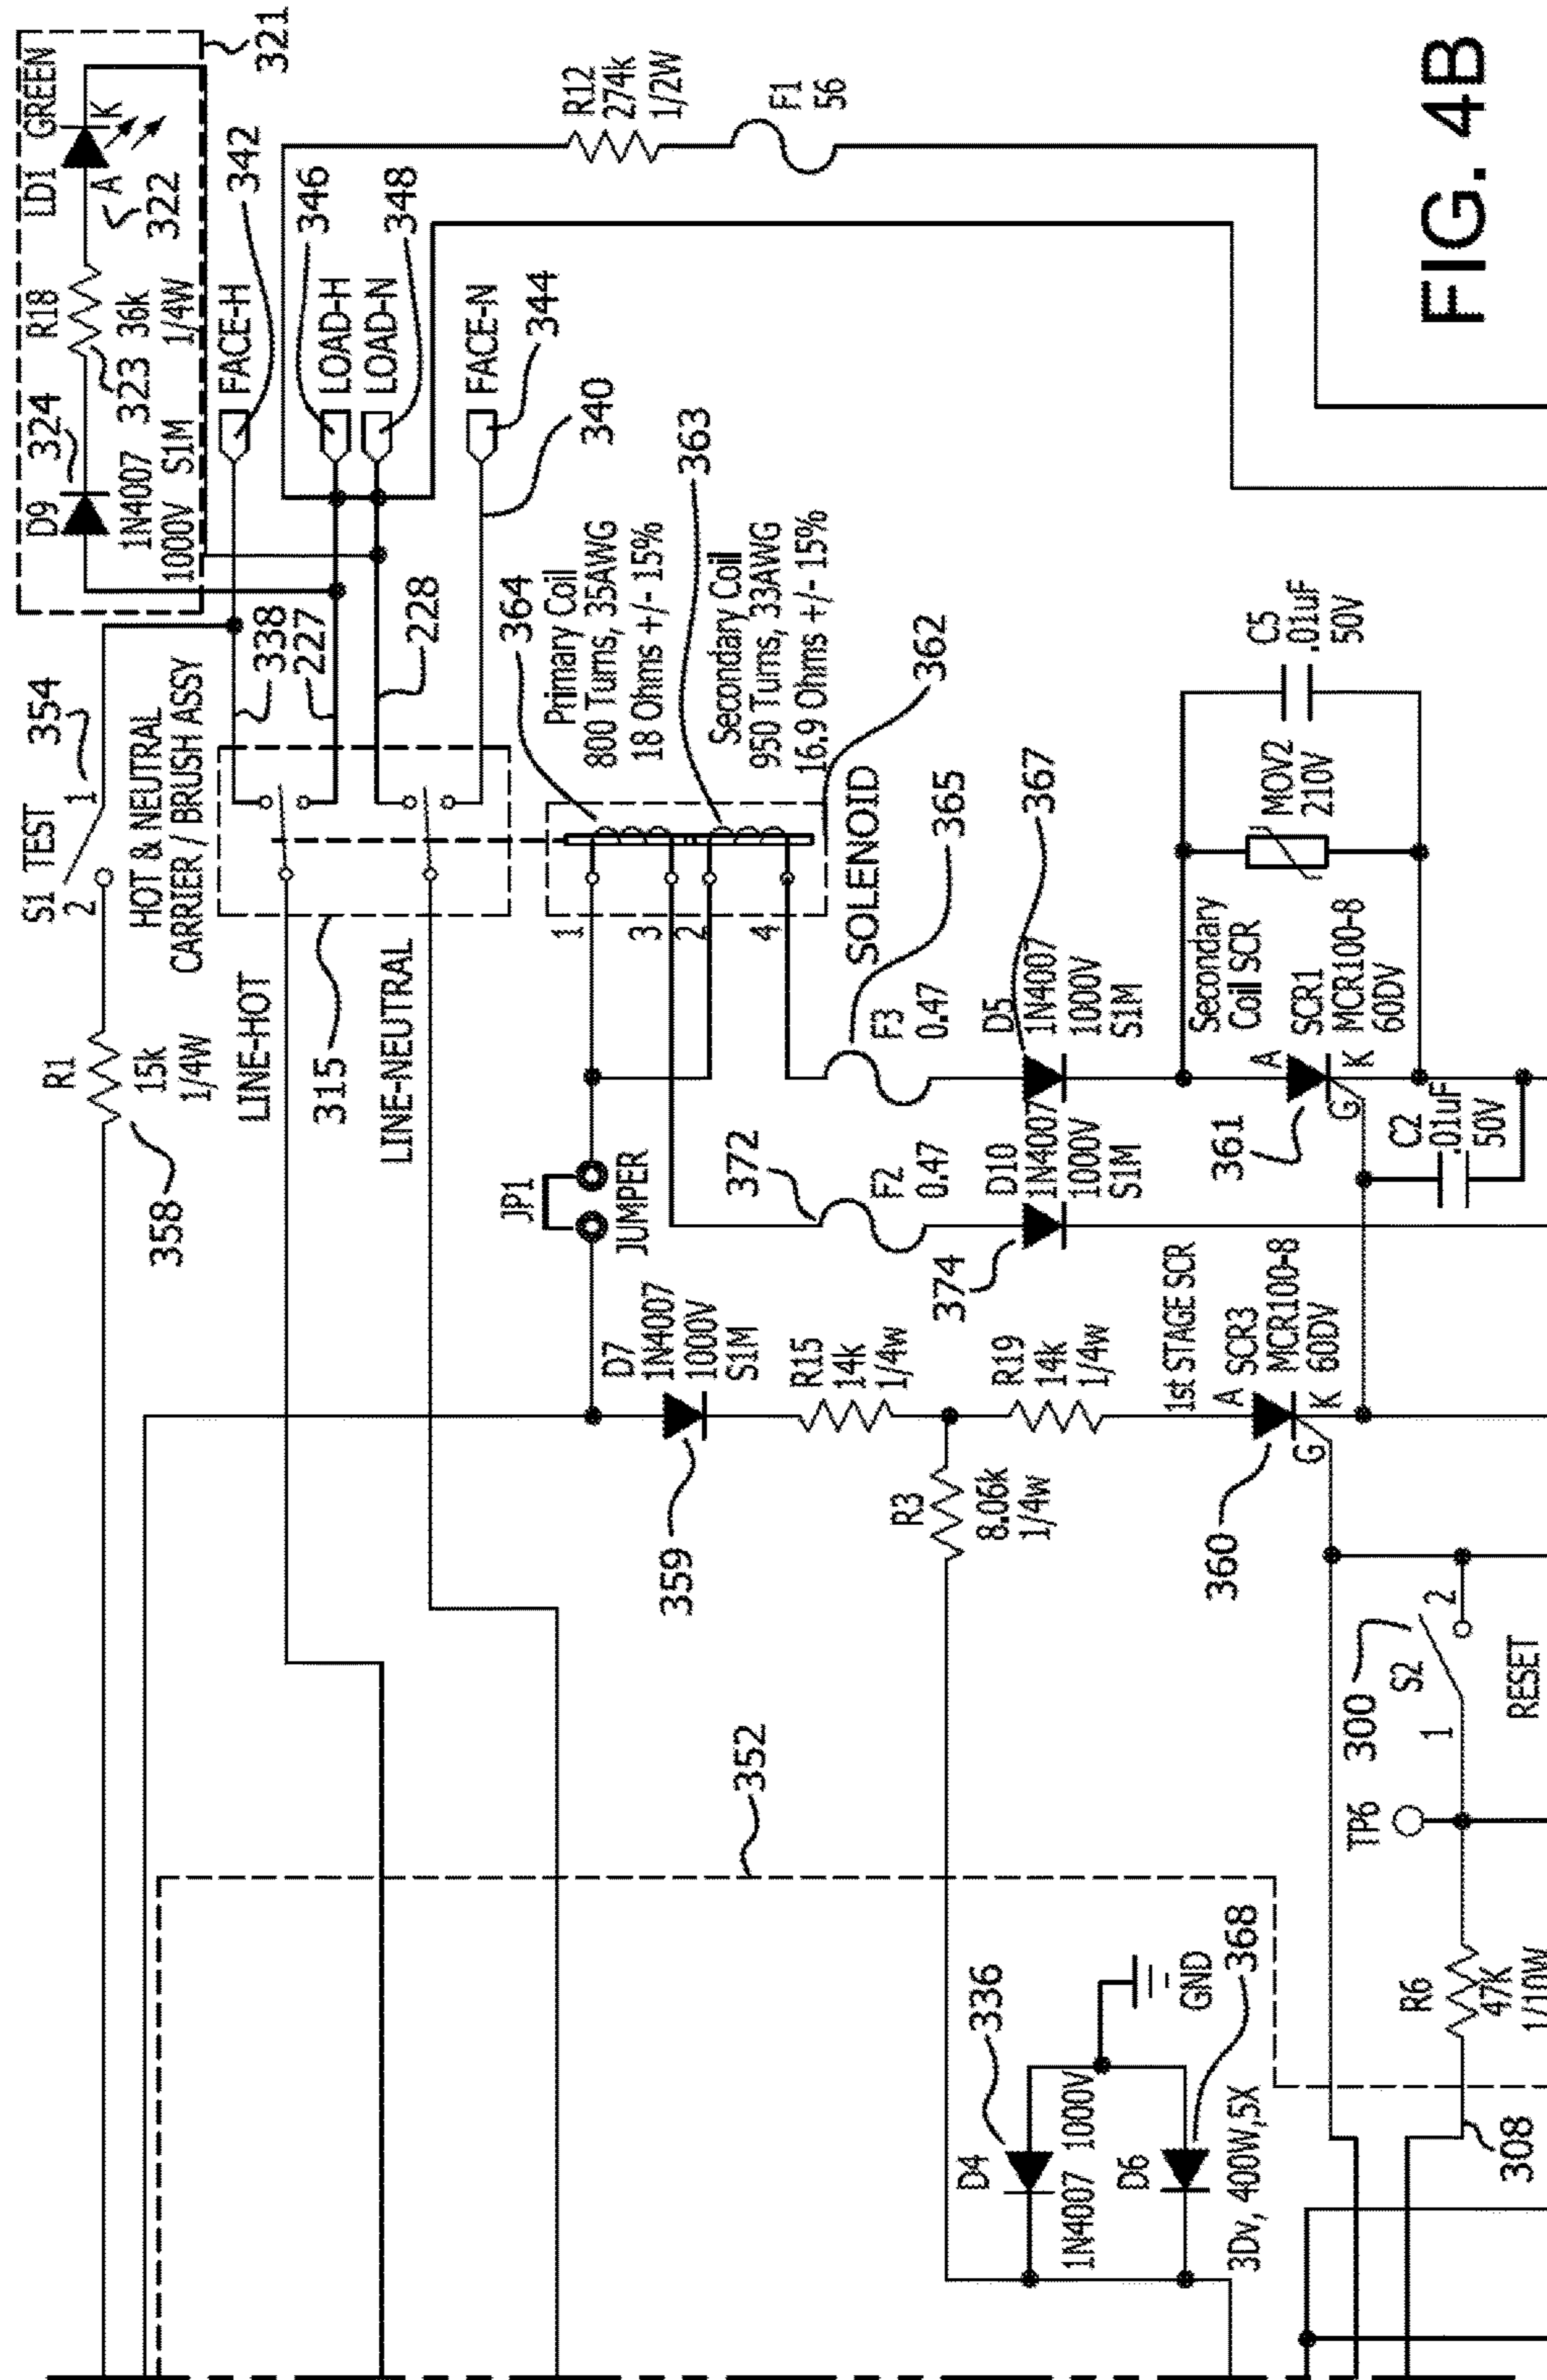 321
LD1 GREEN
K
A
322
R18
36k
1/4W
323
D9
324
1N4007
1000V S1M
342
FACE-H
346
LOAD-H
LOAD-N
348
FACE-N
344
340
R12
274k
1/2W
F1
56
FIG. 4B
S1 TEST
1
2
354
HOT & NEUTRAL
CARRIER / BRUSH ASSY
338
227
228
364
Primary Coil
800 Turns, 35AWG
18 Ohms +/- 15%
363
Secondary Coil
950 Turns, 33AWG
16.9 Ohms +/- 15%
362
1
3
2
4
SOLENOID
365
R1
15k
1/4W
358
LINE-HOT
315
LINE-NEUTRAL
JP1
JUMPER
372
F2
0.47
F3
0.47
367
D5
1N4007
1000V
S1M
D10
1N4007
1000V
S1M
374
Secondary
Coil SCR
A
SCR1
MCR100-8
60DV
K
G
361
MOV2
210V
C5
.01uF
50V
C2
.01uF
50V
D7
1N4007
1000V
S1M
359
R15
14k
1/4w
R19
14k
1/4w
R3
8.06k
1/4w
1st STAGE SCR
A SCR3
MCR100-8
K 60DV
G
360
352
300
S2
2
1
RESET
TP6
R6
47K
1/10W
308
336
D4
1N4007 1000V
GND
D6
368
3Dv, 400W,5X